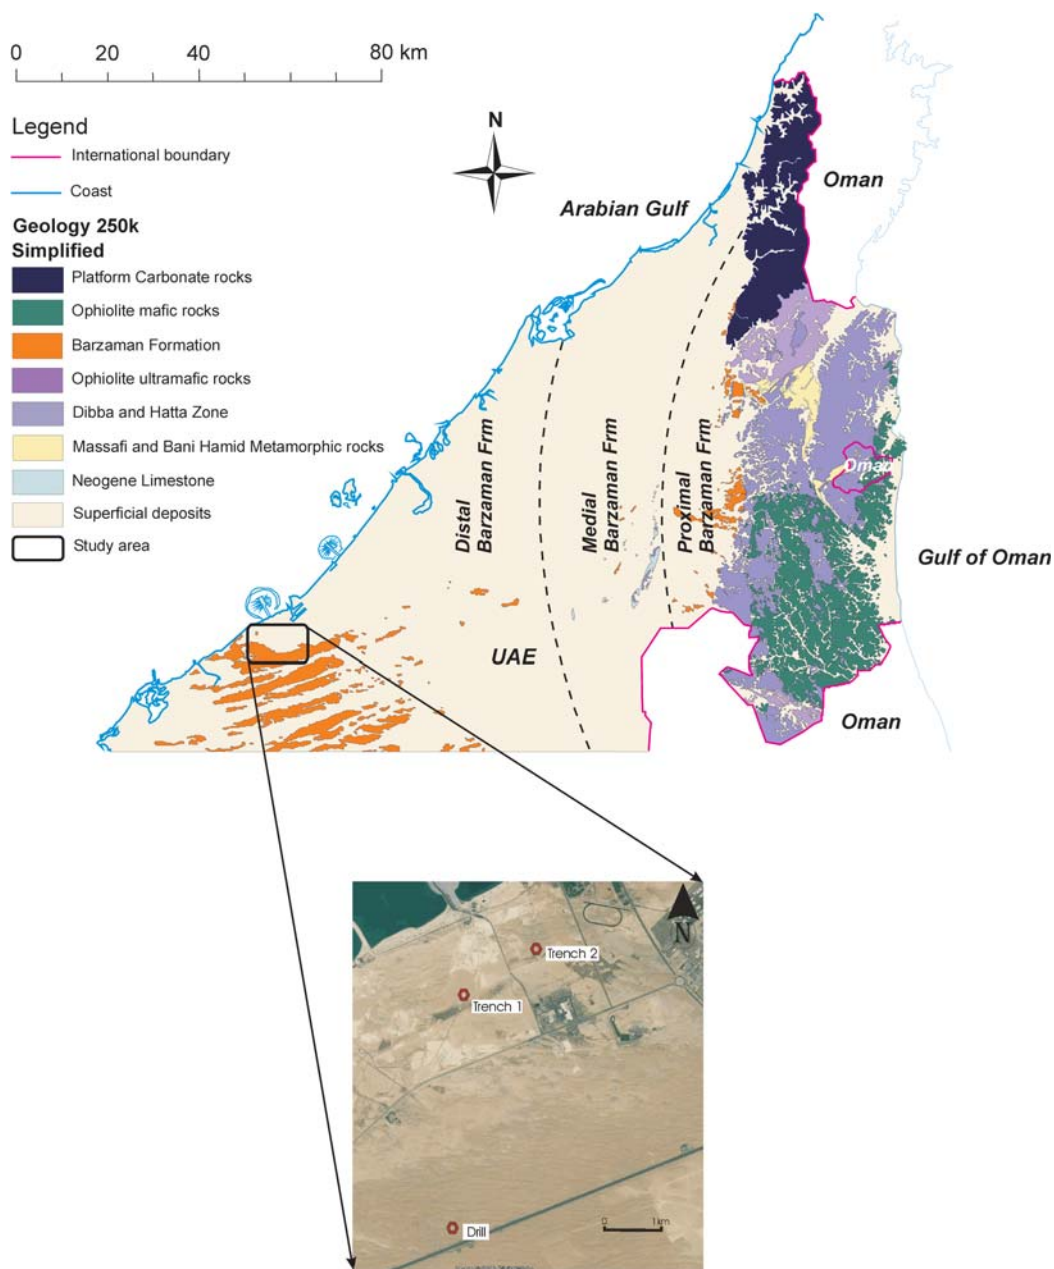 0 20 40 80 km
Legend
International boundary
Coast
Geology 250k
Simplified
Platform Carbonate rocks
Ophiolite mafic rocks
Barzaman Formation
Ophiolite ultramafic rocks
Dibba and Hatta Zone
Massafi and Bani Hamid Metamorphic rocks
Neogene Limestone
Superficial deposits
Study area
N
Arabian Gulf
Oman
Distal
Barzaman Frm
Medial
Barzaman Frm
Proximal
Barzaman Frm
Oman
Gulf of Oman
UAE
Oman
N
Trench 2
Trench 1
Drill
0 1km